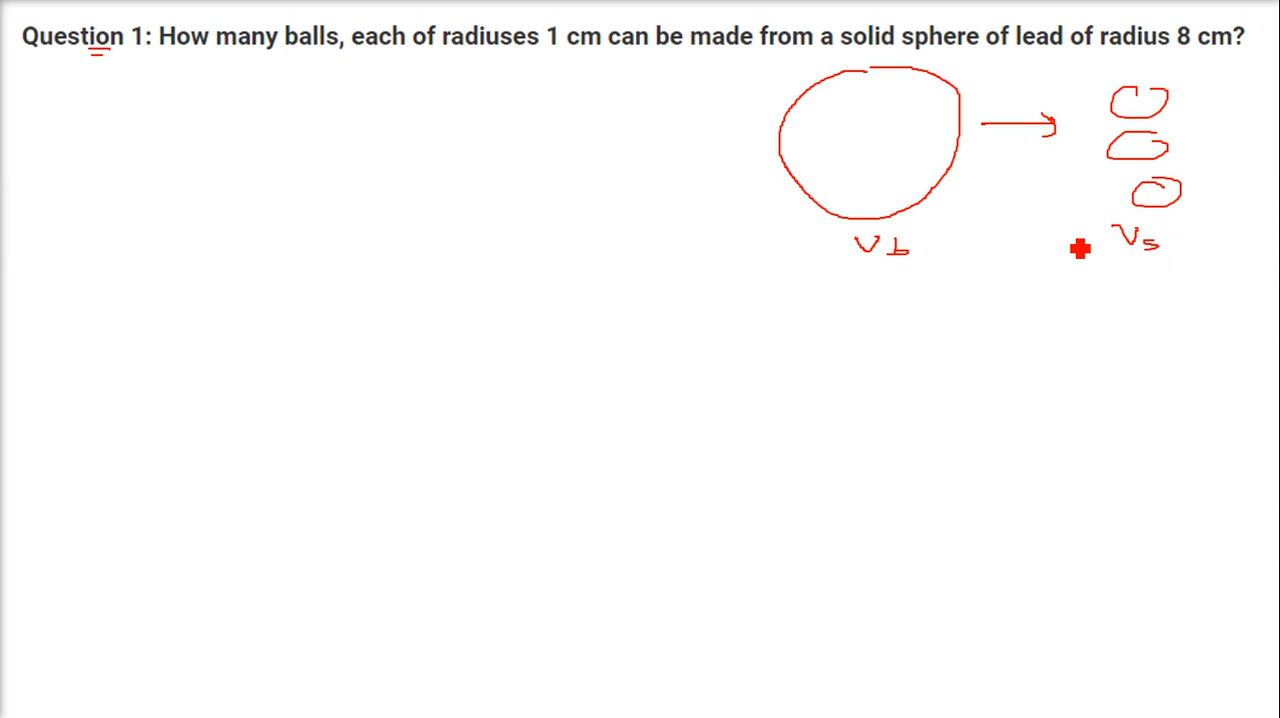 Question 1: How many balls, each of radiuses 1 cm can be made from a solid sphere of lead of radius 8 cm?
Vb
Vs